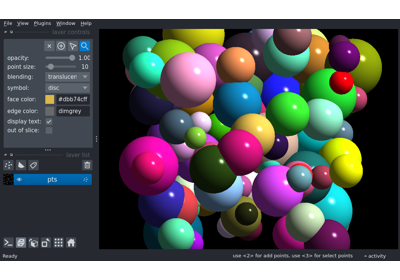 File View Plugins Window Help
layer controls
opacity: 1.00
point size: 10
blending: translucen
symbol: disc
face color: #dbb74cff
edge color: dimgrey
display text:
out of slice:
layer list
pts
Ready use <2> for add points, use <3> for select points activity